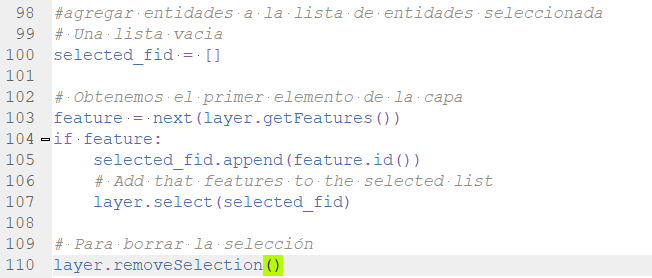 98 #agregar entidades a la lista de entidades seleccionada
99 # Una lista vacia
100 selected_fid = []
101
102 # Obtenemos el primer elemento de la capa
103 feature = next(layer.getFeatures())
104 if feature:
105     selected_fid.append(feature.id())
106     # Add that features to the selected list
107     layer.select(selected_fid)
108
109 # Para borrar la selección
110 layer.removeSelection()